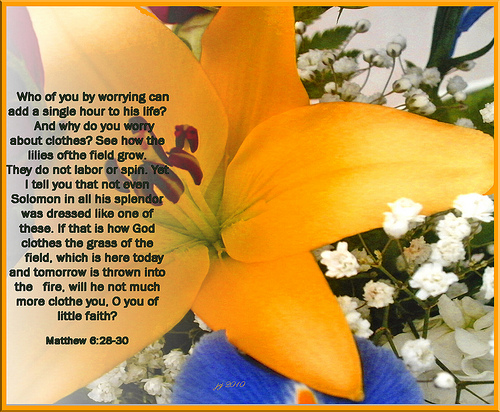 Who of you by worrying can
add a single hour to his life?
And why do you worry
about clothes? See how the
lilies ofthe field grow.
They do not labor or spin. Yet
I tell you that not even
Solomon in all his splendor
was dressed like one of
these. If that is how God
clothes the grass of the
field, which is here today
and tomorrow is thrown into
the fire, will he not much
more clothe you, O you of
little faith?
Matthew 6:28-30
jq 2010